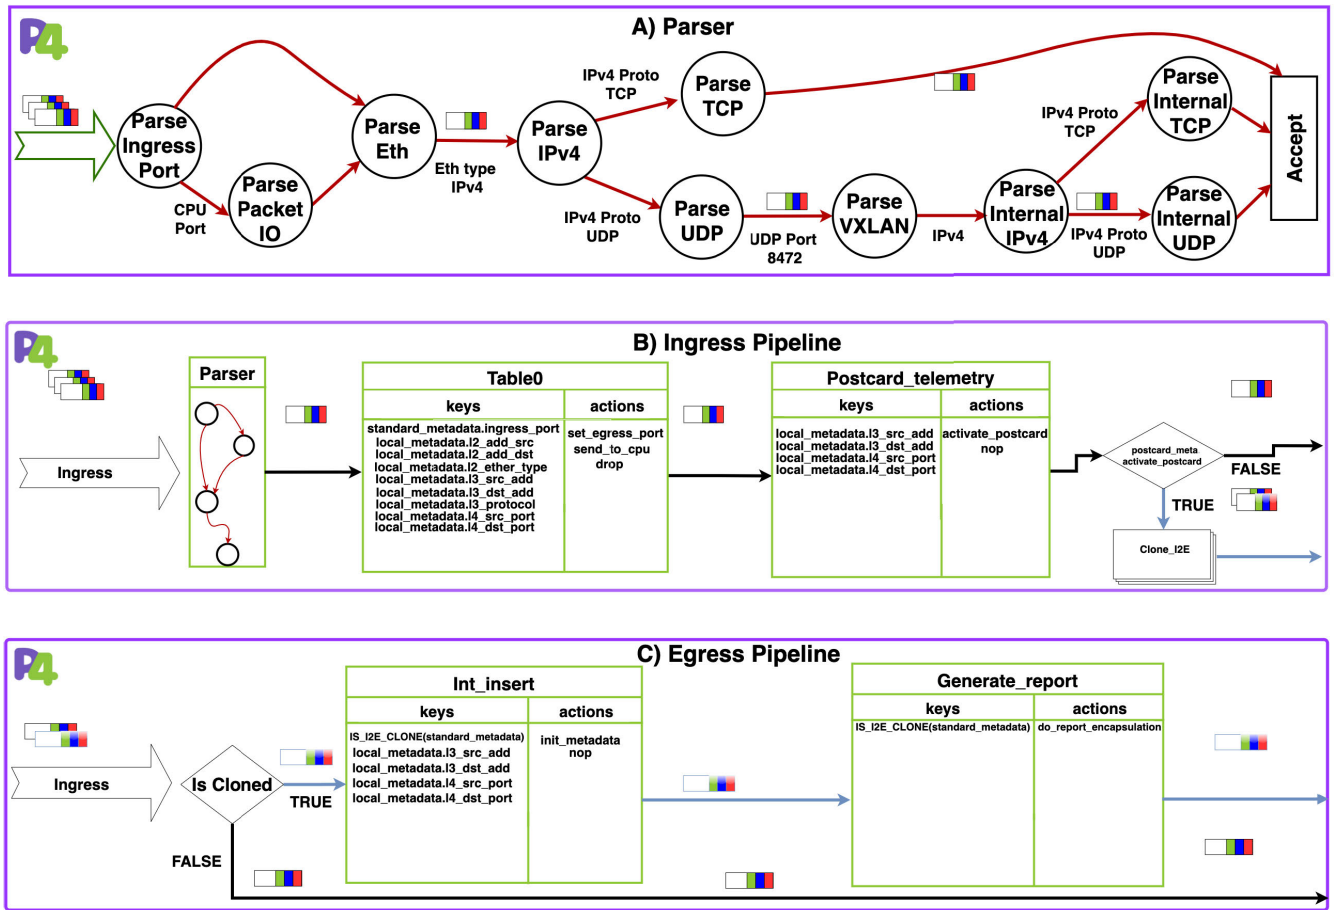 P4
A) Parser
Parse
Ingress
Port
CPU
Port
Parse
Packet
IO
Parse
Eth
Eth type
IPv4
Parse
IPv4
IPv4 Proto
TCP
Parse
TCP
IPv4 Proto
UDP
Parse
UDP
UDP Port
8472
Parse
VXLAN
IPv4
Parse
Internal
IPv4
IPv4 Proto
TCP
Parse
Internal
TCP
IPv4 Proto
UDP
Parse
Internal
UDP
Accept
P4
B) Ingress Pipeline
Ingress
Parser
Table0
keys
actions
standard_metadata.ingress_port
local_metadata.l2_add_src
local_metadata.l2_add_dst
local_metadata.l2_ether_type
local_metadata.l3_src_add
local_metadata.l3_dst_add
local_metadata.l3_protocol
local_metadata.l4_src_port
local_metadata.l4_dst_port
set_egress_port
send_to_cpu
drop
Postcard_telemetry
keys
actions
local_metadata.l3_src_add
local_metadata.l3_dst_add
local_metadata.l4_src_port
local_metadata.l4_dst_port
activate_postcard
nop
postcard_meta
activate_postcard
FALSE
TRUE
Clone_I2E
P4
C) Egress Pipeline
Ingress
Is Cloned
TRUE
FALSE
Int_insert
keys
actions
IS_I2E_CLONE(standard_metadata)
local_metadata.l3_src_add
local_metadata.l3_dst_add
local_metadata.l4_src_port
local_metadata.l4_dst_port
init_metadata
nop
Generate_report
keys
actions
IS_I2E_CLONE(standard_metadata)
do_report_encapsulation